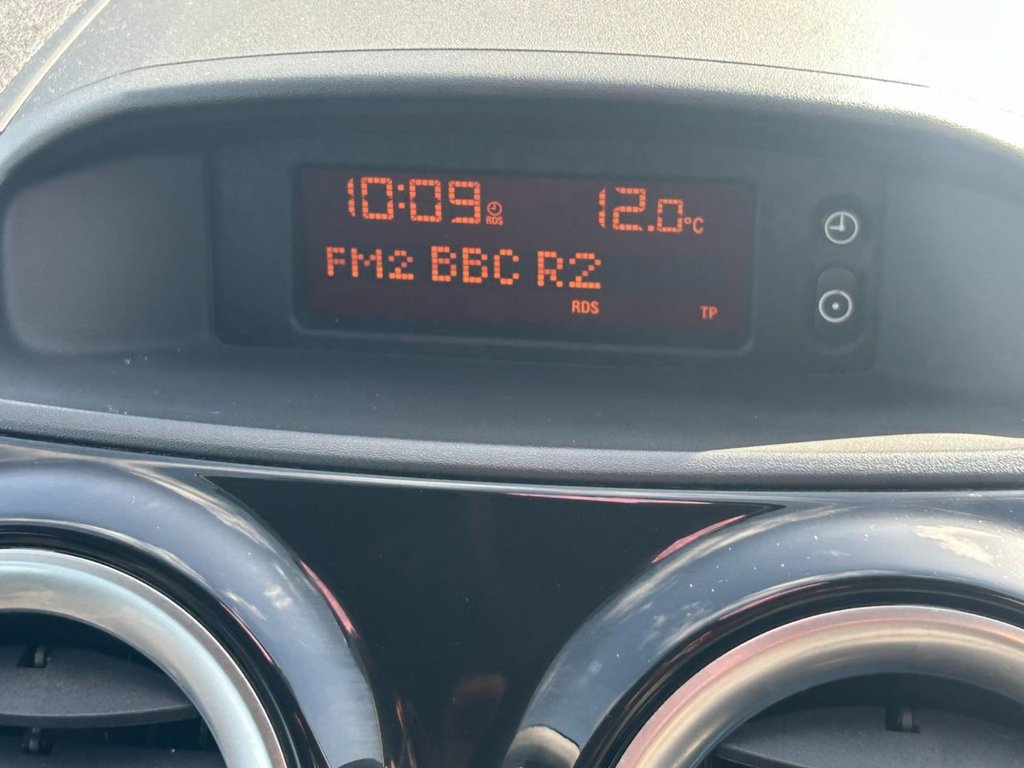 10:09 RDS 12.0°C
FM2 BBC R2
RDS TP